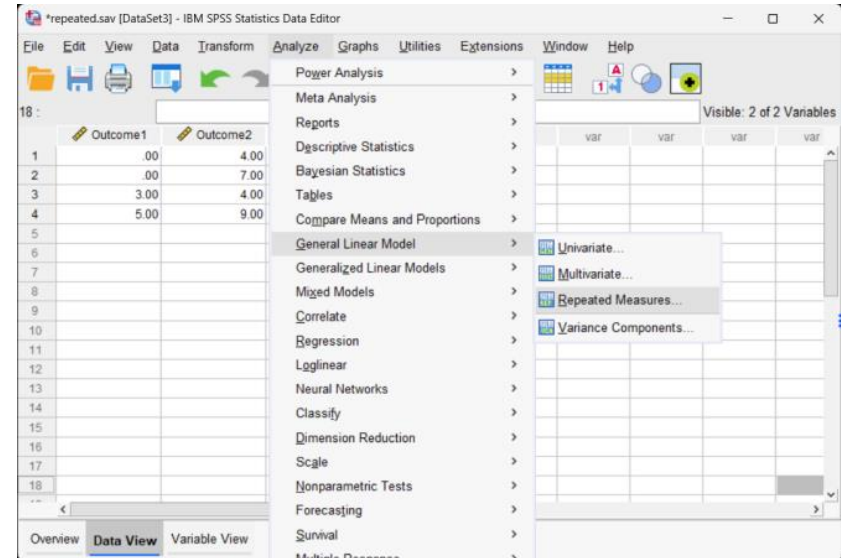 *repeated.sav [DataSet3] - IBM SPSS Statistics Data Editor
File Edit View Data Transform Analyze Graphs Utilities Extensions Window Help
18 :
Visible: 2 of 2 Variables
Outcome1 Outcome2 var var var var
1 .00 4.00
2 .00 7.00
3 3.00 4.00
4 5.00 9.00
5
6
7
8
9
10
11
12
13
14
15
16
17
18
Power Analysis
Meta Analysis
Reports
Descriptive Statistics
Bayesian Statistics
Tables
Compare Means and Proportions
General Linear Model
Generalized Linear Models
Mixed Models
Correlate
Regression
Loglinear
Neural Networks
Classify
Dimension Reduction
Scale
Nonparametric Tests
Forecasting
Survival
Univariate...
Multivariate...
Repeated Measures...
Variance Components...
Overview Data View Variable View